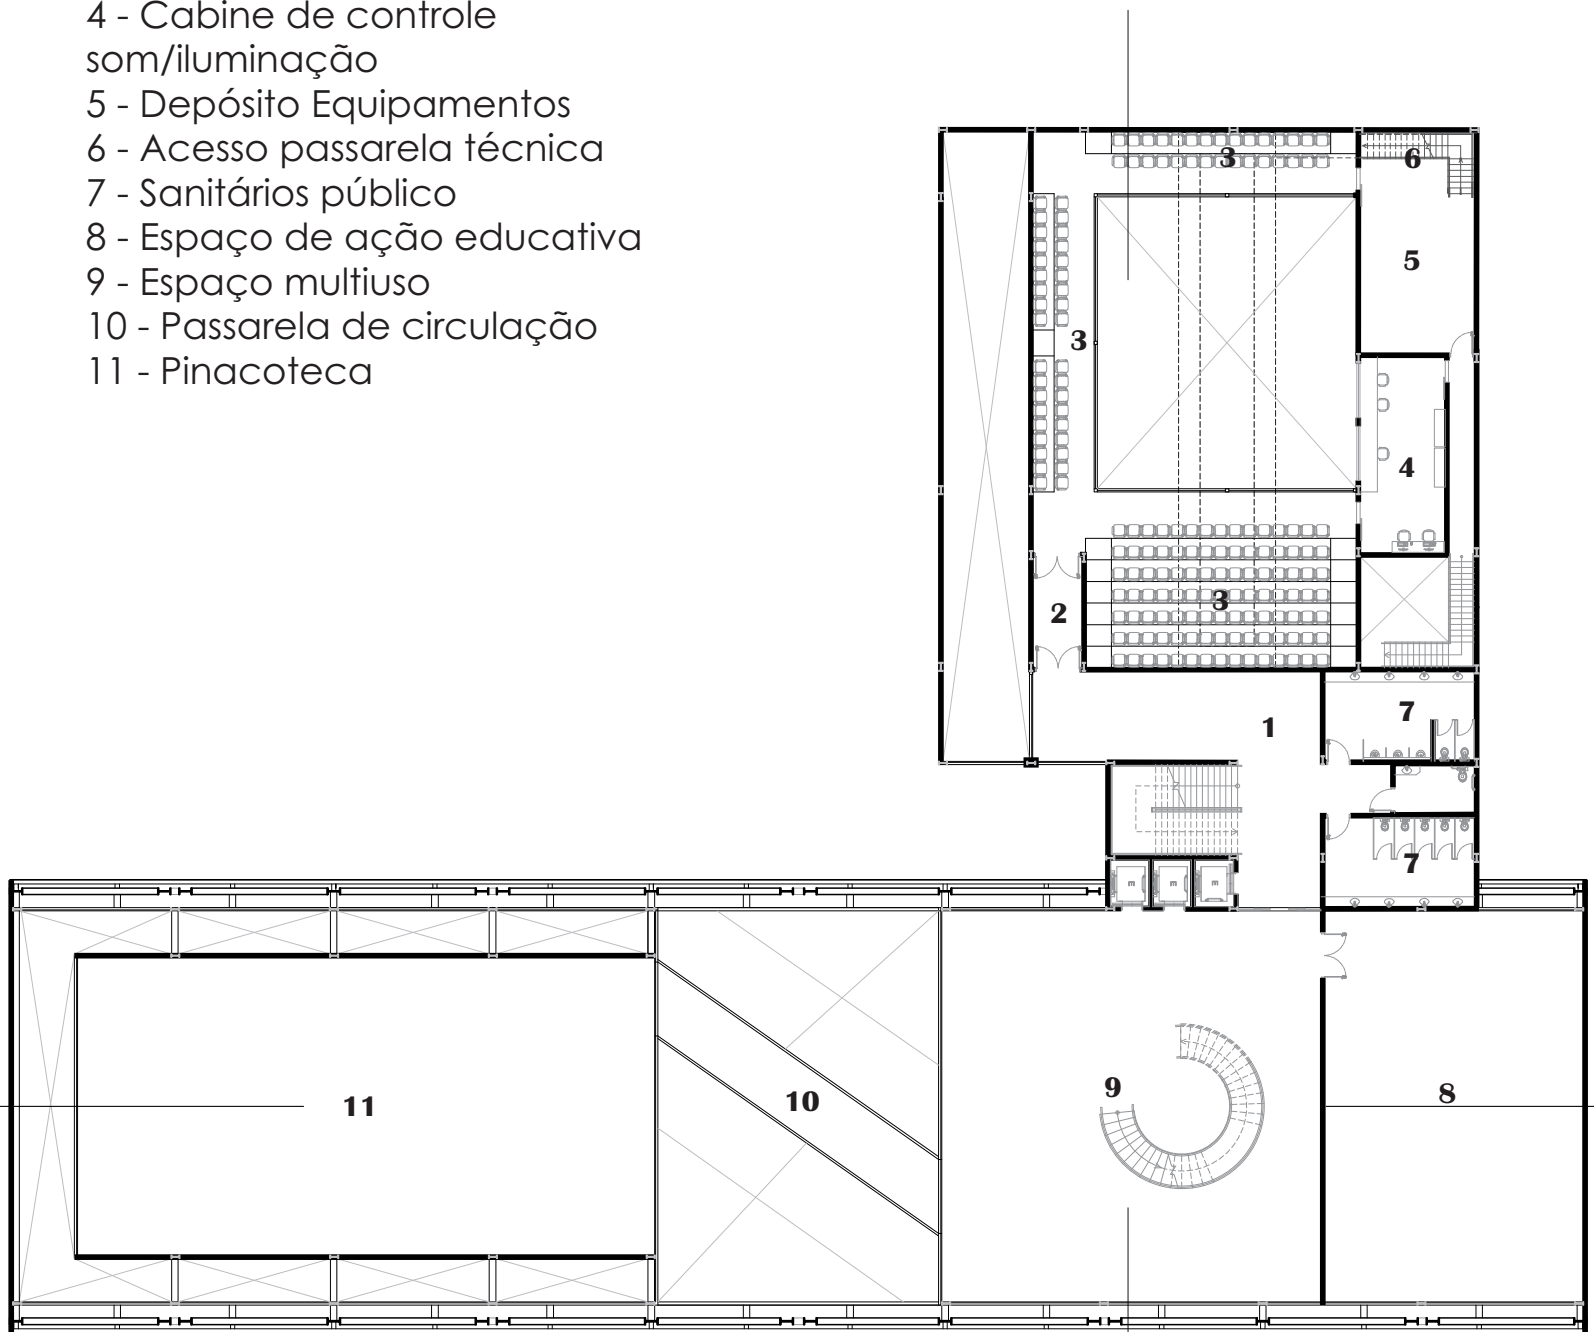 4 - Cabine de controle
som/iluminação
5 - Depósito Equipamentos
6 - Acesso passarela técnica
7 - Sanitários público
8 - Espaço de ação educativa
9 - Espaço multiuso
10 - Passarela de circulação
11 - Pinacoteca
3
6
5
3
4
3
2
7
1
7
9
8
10
11